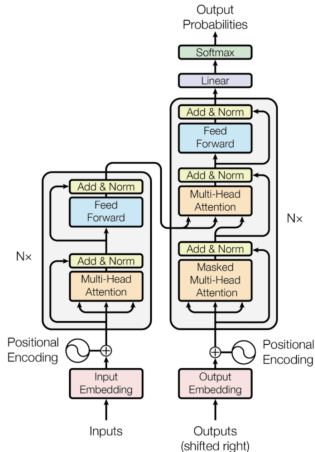 Output
Probabilities
Softmax
Linear
Add & Norm
Feed
Forward
Add & Norm
Multi-Head
Attention
Nx
Add & Norm
Masked
Multi-Head
Attention
Positional
Encoding
Output
Embedding
Outputs
(shifted right)
Add & Norm
Feed
Forward
Nx
Add & Norm
Multi-Head
Attention
Positional
Encoding
Input
Embedding
Inputs